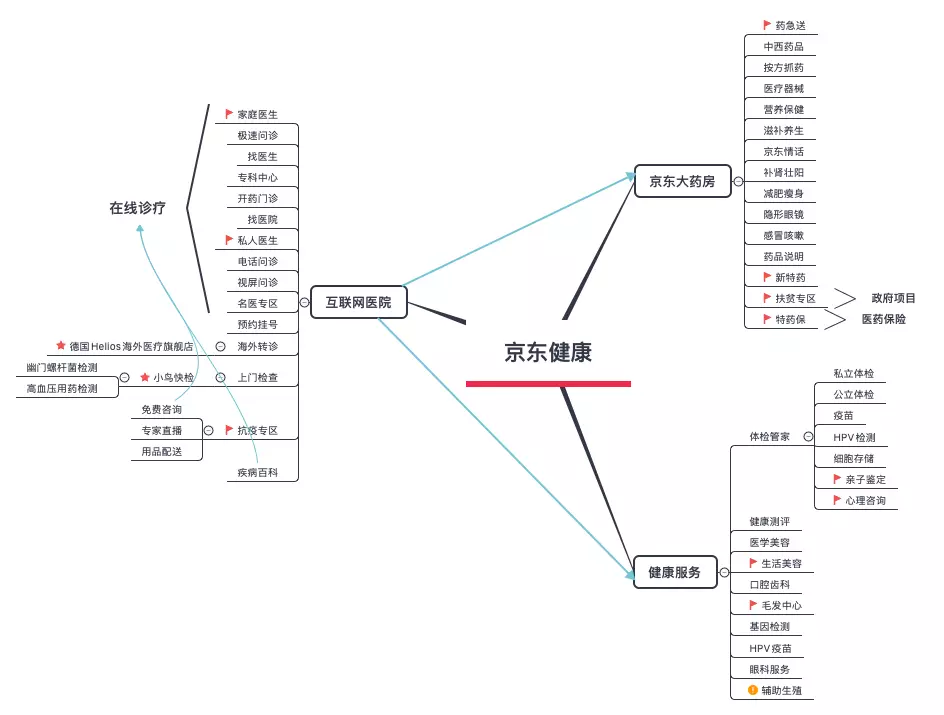 京东健康
互联网医院
在线诊疗
家庭医生
极速问诊
找医生
专科中心
开药门诊
找医院
私人医生
电话问诊
视屏问诊
名医专区
预约挂号
海外转诊
德国Helios海外医疗旗舰店
上门检查
小鸟快检
幽门螺杆菌检测
高血压用药检测
抗疫专区
免费咨询
专家直播
用品配送
疾病百科
京东大药房
药急送
中西药品
按方抓药
医疗器械
营养保健
滋补养生
京东情话
补肾壮阳
减肥瘦身
隐形眼镜
感冒咳嗽
药品说明
新特药
扶贫专区
政府项目
特药保
医药保险
健康服务
体检管家
私立体检
公立体检
疫苗
HPV检测
细胞存储
亲子鉴定
心理咨询
健康测评
医学美容
生活美容
口腔齿科
毛发中心
基因检测
HPV疫苗
眼科服务
辅助生殖